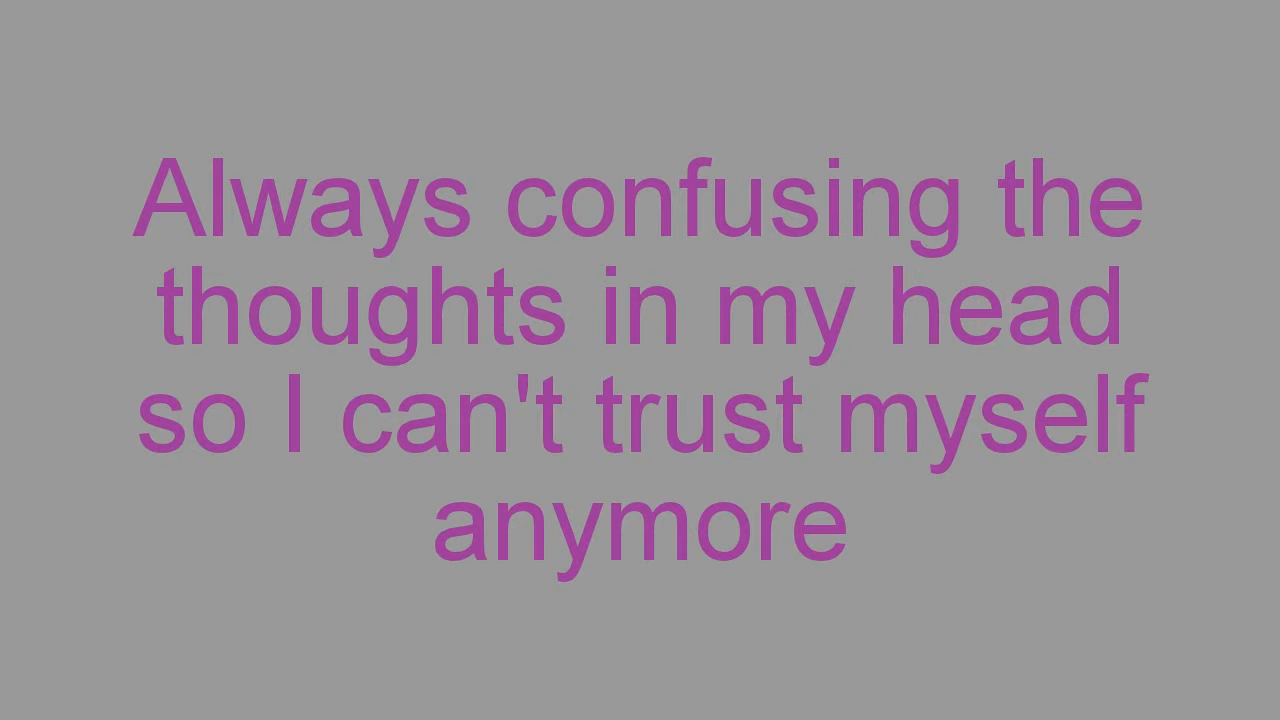 Always confusing the
thoughts in my head
so I can't trust myself
anymore